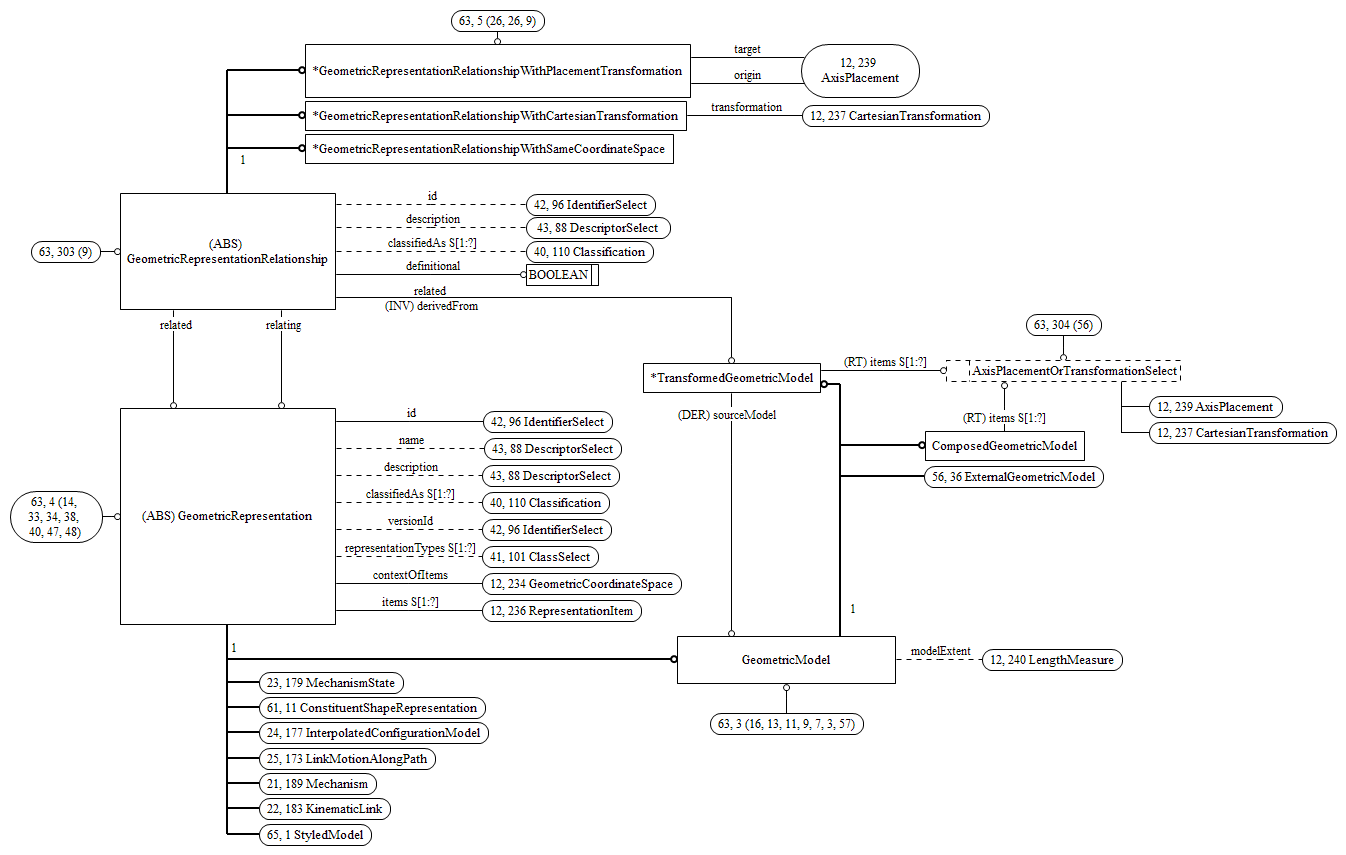 63, 5 (26, 26, 9)
*GeometricRepresentationRelationshipWithPlacementTransformation
target
origin
12, 239
AxisPlacement
*GeometricRepresentationRelationshipWithCartesianTransformation
transformation
12, 237 CartesianTransformation
*GeometricRepresentationRelationshipWithSameCoordinateSpace
1
63, 303 (9)
(ABS)
GeometricRepresentationRelationship
id
42, 96 IdentifierSelect
description
43, 88 DescriptorSelect
classifiedAs S[1:?]
40, 110 Classification
definitional
BOOLEAN
related
(INV) derivedFrom
related
relating
63, 304 (56)
*TransformedGeometricModel
(RT) items S[1:?]
AxisPlacementOrTransformationSelect
(DER) sourceModel
(RT) items S[1:?]
12, 239 AxisPlacement
12, 237 CartesianTransformation
ComposedGeometricModel
56, 36 ExternalGeometricModel
63, 4 (14,
33, 34, 38,
40, 47, 48)
(ABS) GeometricRepresentation
id
42, 96 IdentifierSelect
name
43, 88 DescriptorSelect
description
43, 88 DescriptorSelect
classifiedAs S[1:?]
40, 110 Classification
versionId
42, 96 IdentifierSelect
representationTypes S[1:?]
41, 101 ClassSelect
contextOfItems
12, 234 GeometricCoordinateSpace
items S[1:?]
12, 236 RepresentationItem
1
1
GeometricModel
modelExtent
12, 240 LengthMeasure
63, 3 (16, 13, 11, 9, 7, 3, 57)
23, 179 MechanismState
61, 11 ConstituentShapeRepresentation
24, 177 InterpolatedConfigurationModel
25, 173 LinkMotionAlongPath
21, 189 Mechanism
22, 183 KinematicLink
65, 1 StyledModel